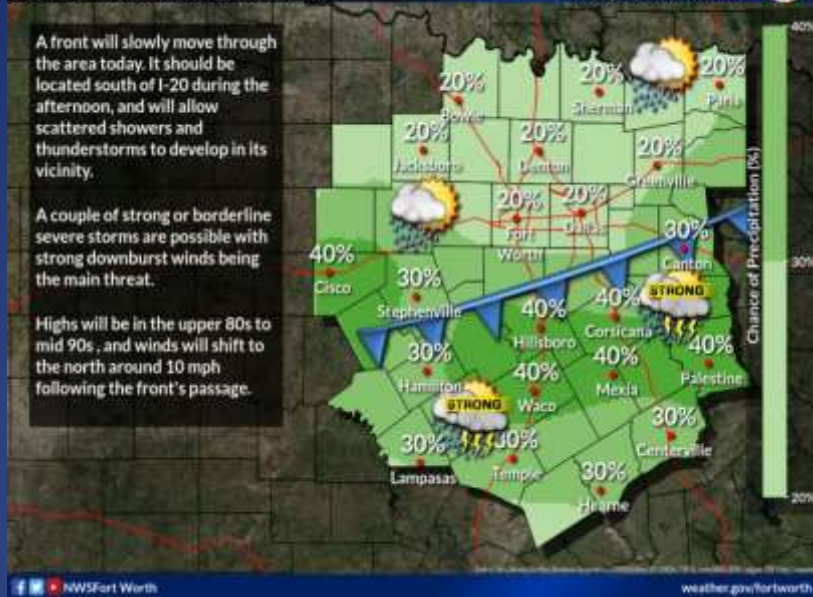 A front will slowly move through
the area today. It should be
located south of I-20 during the
afternoon, and will allow
scattered showers and
thunderstorms to develop in its
vicinity.
A couple of strong or borderline
severe storms are possible with
strong downburst winds being
the main threat.
Highs will be in the upper 80s to
mid 90s, and winds will shift to
the north around 10 mph
following the front's passage.
20%
Bowie
20%
Sherman
20%
Paris
20%
Jacksboro
20%
Denton
20%
Greenville
20%
Fort
Worth
20%
Dallas
30%
Canton
40%
Cisco
30%
Stephenville
STRONG
40%
Hillsboro
40%
Corsicana
30%
Hamilton
40%
Waco
40%
Mexia
40%
Palestine
STRONG
30%
Lampasas
30%
Temple
30%
Centerville
30%
Hearne
40%
30%
20%
Chance of Precipitation (%)
NWSFort Worth
weather.gov/fortworth